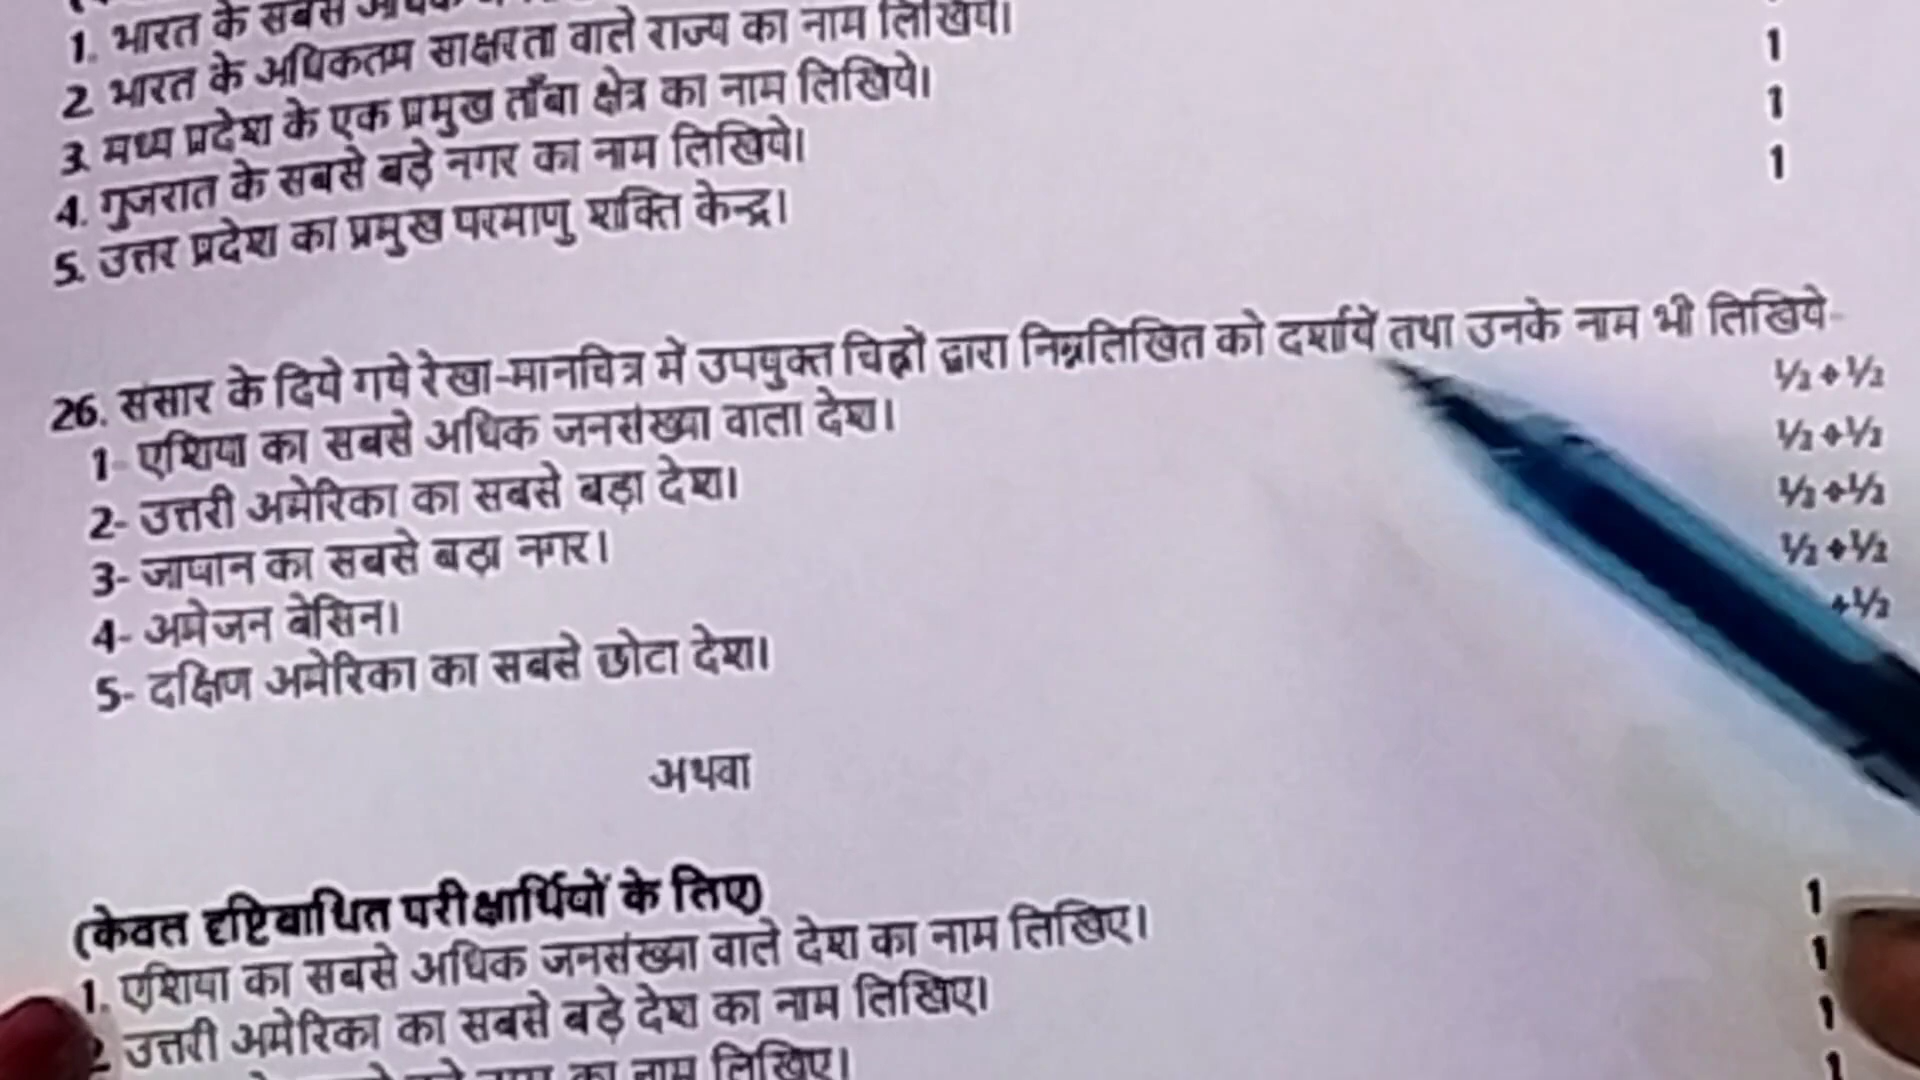 1. भारत के सबसे
2 भारत के अधिकतम साक्षरता वाले राज्य का नाम लिखिये। 1
3. मध्य प्रदेश के एक प्रमुख ताँबा क्षेत्र का नाम लिखिये। 1
4. गुजरात के सबसे बड़े नगर का नाम लिखिये। 1
5. उत्तर प्रदेश का प्रमुख परमाणु शक्ति केन्द्र।
26. संसार के दिये गये रेखा-मानचित्र में उपयुक्त चिह्नों द्वारा निम्नलिखित को दर्शाये तथा उनके नाम भी लिखिये-
1- एशिया का सबसे अधिक जनसंख्या वाला देश। ½+½
2- उत्तरी अमेरिका का सबसे बड़ा देश। ½+½
3- जापान का सबसे बड़ा नगर। ½+½
4- अमेजन बेसिन। ½+½
5- दक्षिण अमेरिका का सबसे छोटा देश। +½
अथवा
(केवल दृष्टिबाधित परीक्षार्थियों के लिए)
1. एशिया का सबसे अधिक जनसंख्या वाले देश का नाम लिखिए। 1
2 उत्तरी अमेरिका का सबसे बड़े देश का नाम लिखिए। 1
का नाम लिखिए। 1
1